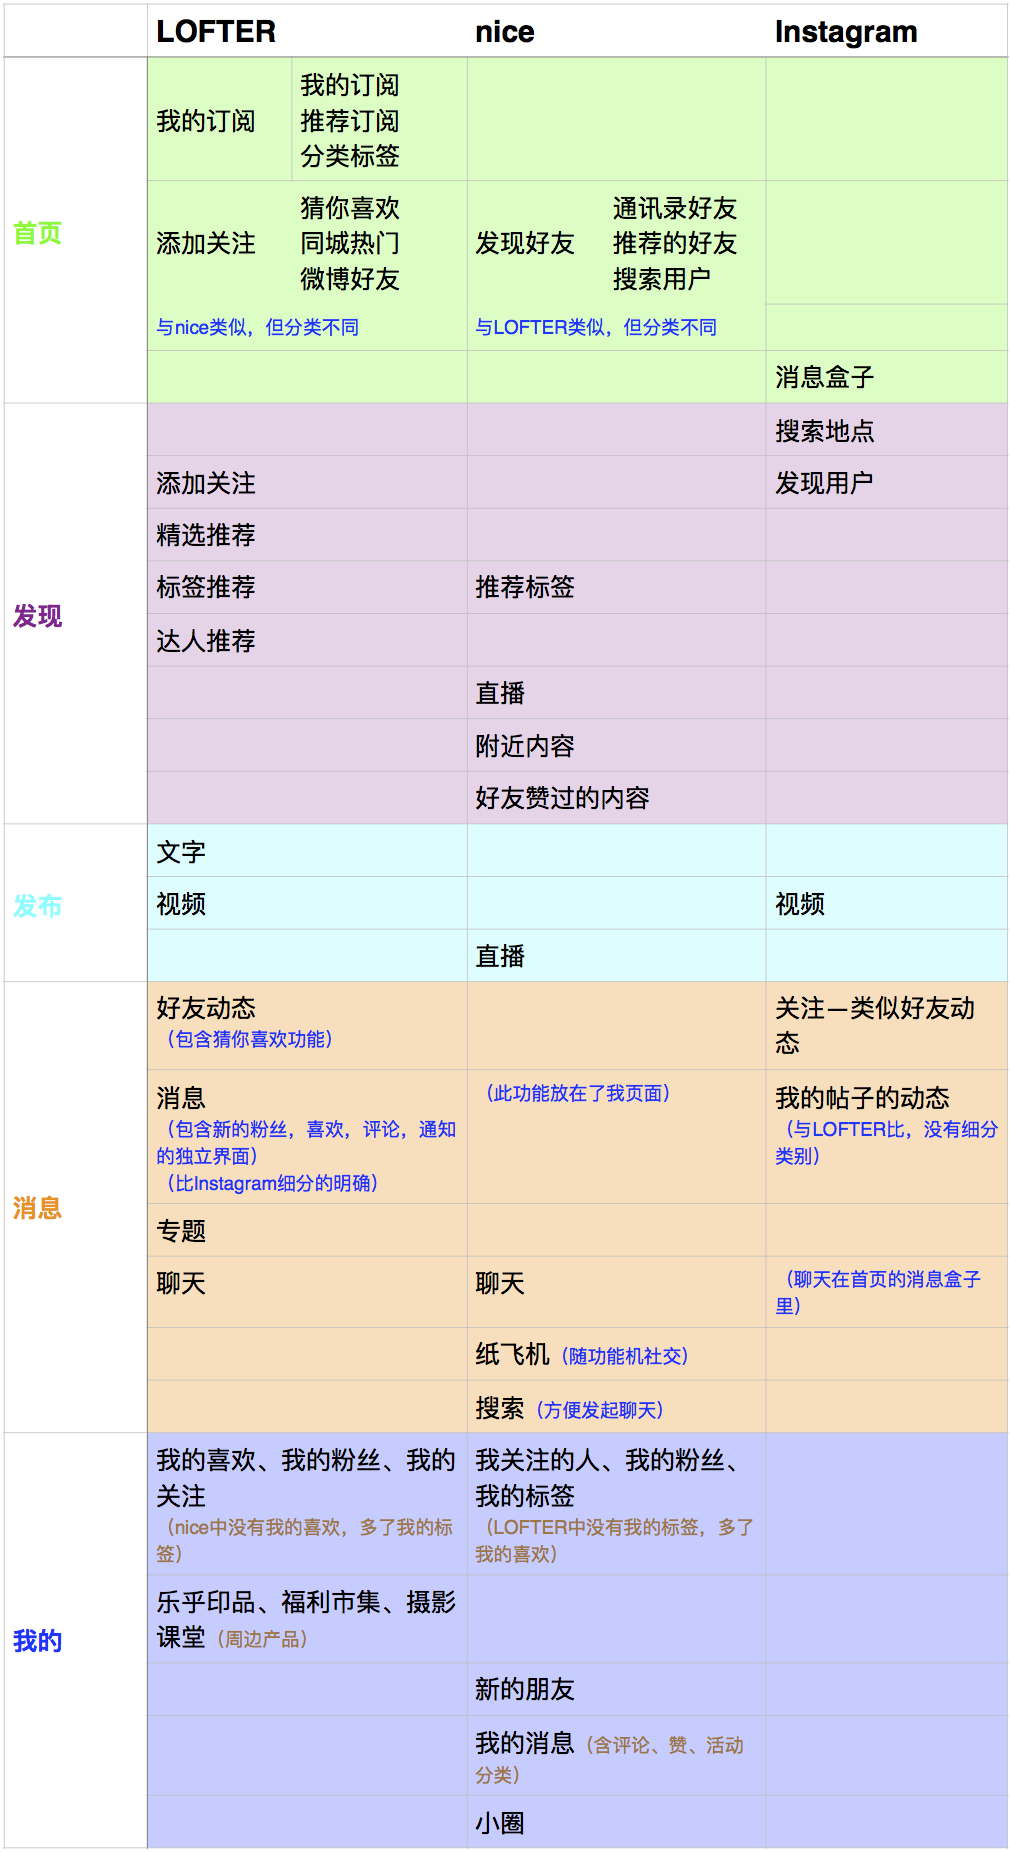 LOFTER nice Instagram
首页
我的订阅
我的订阅
推荐订阅
分类标签
添加关注
猜你喜欢
同城热门
微博好友
与nice类似，但分类不同
发现好友
通讯录好友
推荐的好友
搜索用户
与LOFTER类似，但分类不同
消息盒子
发现
搜索地点
添加关注 发现用户
精选推荐
标签推荐 推荐标签
达人推荐
直播
附近内容
好友赞过的内容
发布
文字
视频 视频
直播
消息
好友动态
（包含猜你喜欢功能）
关注—类似好友动
态
消息
（包含新的粉丝，喜欢，评论，通知
的独立界面）
（比Instagram细分的明确）
（此功能放在了我页面）
我的帖子的动态
（与LOFTER比，没有细分
类别）
专题
聊天 聊天
（聊天在首页的消息盒子
里）
纸飞机（随功能机社交）
搜索（方便发起聊天）
我的
我的喜欢、我的粉丝、我的
关注
（nice中没有我的喜欢，多了我的标
签）
我关注的人、我的粉丝、
我的标签
（LOFTER中没有我的标签，多了
我的喜欢）
乐乎印品、福利市集、摄影
课堂（周边产品）
新的朋友
我的消息（含评论、赞、活动
分类）
小圈